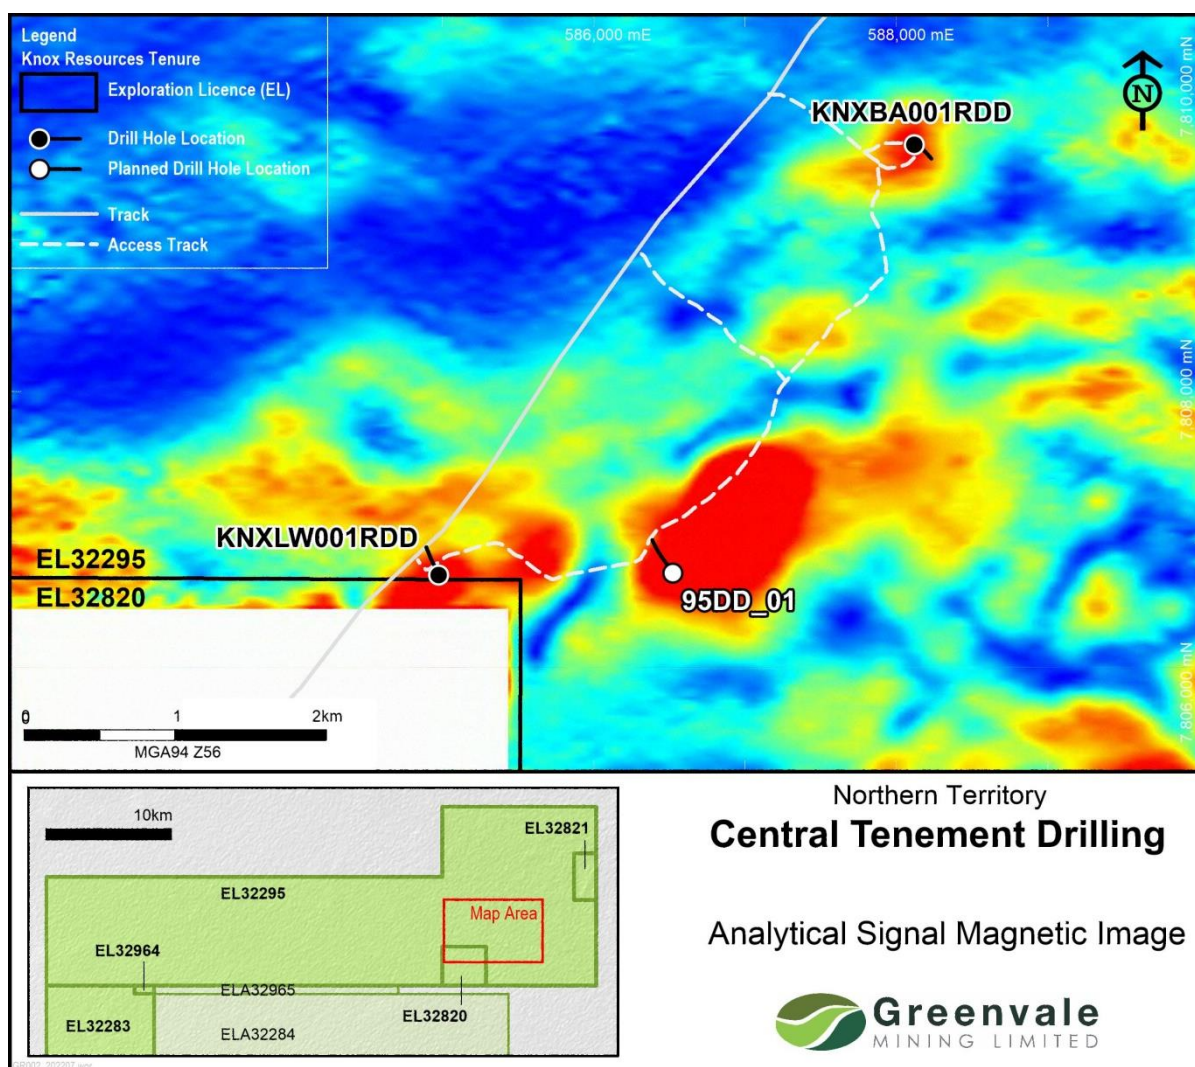 Legend
Knox Resources Tenure
Exploration Licence (EL)
Drill Hole Location
Planned Drill Hole Location
Track
Access Track
586,000 mE
588,000 mE
N
7,810,000 mN
KNXBA001RDD
7,808,000 mN
KNXLW001RDD
EL32295
EL32820
95DD_01
7,806,000 mN
0 1 2km
MGA94 Z56
10km
EL32821
EL32295
Map Area
EL32964
ELA32965
EL32820
EL32283
ELA32284
Northern Territory
Central Tenement Drilling
Analytical Signal Magnetic Image
Greenvale
MINING LIMITED